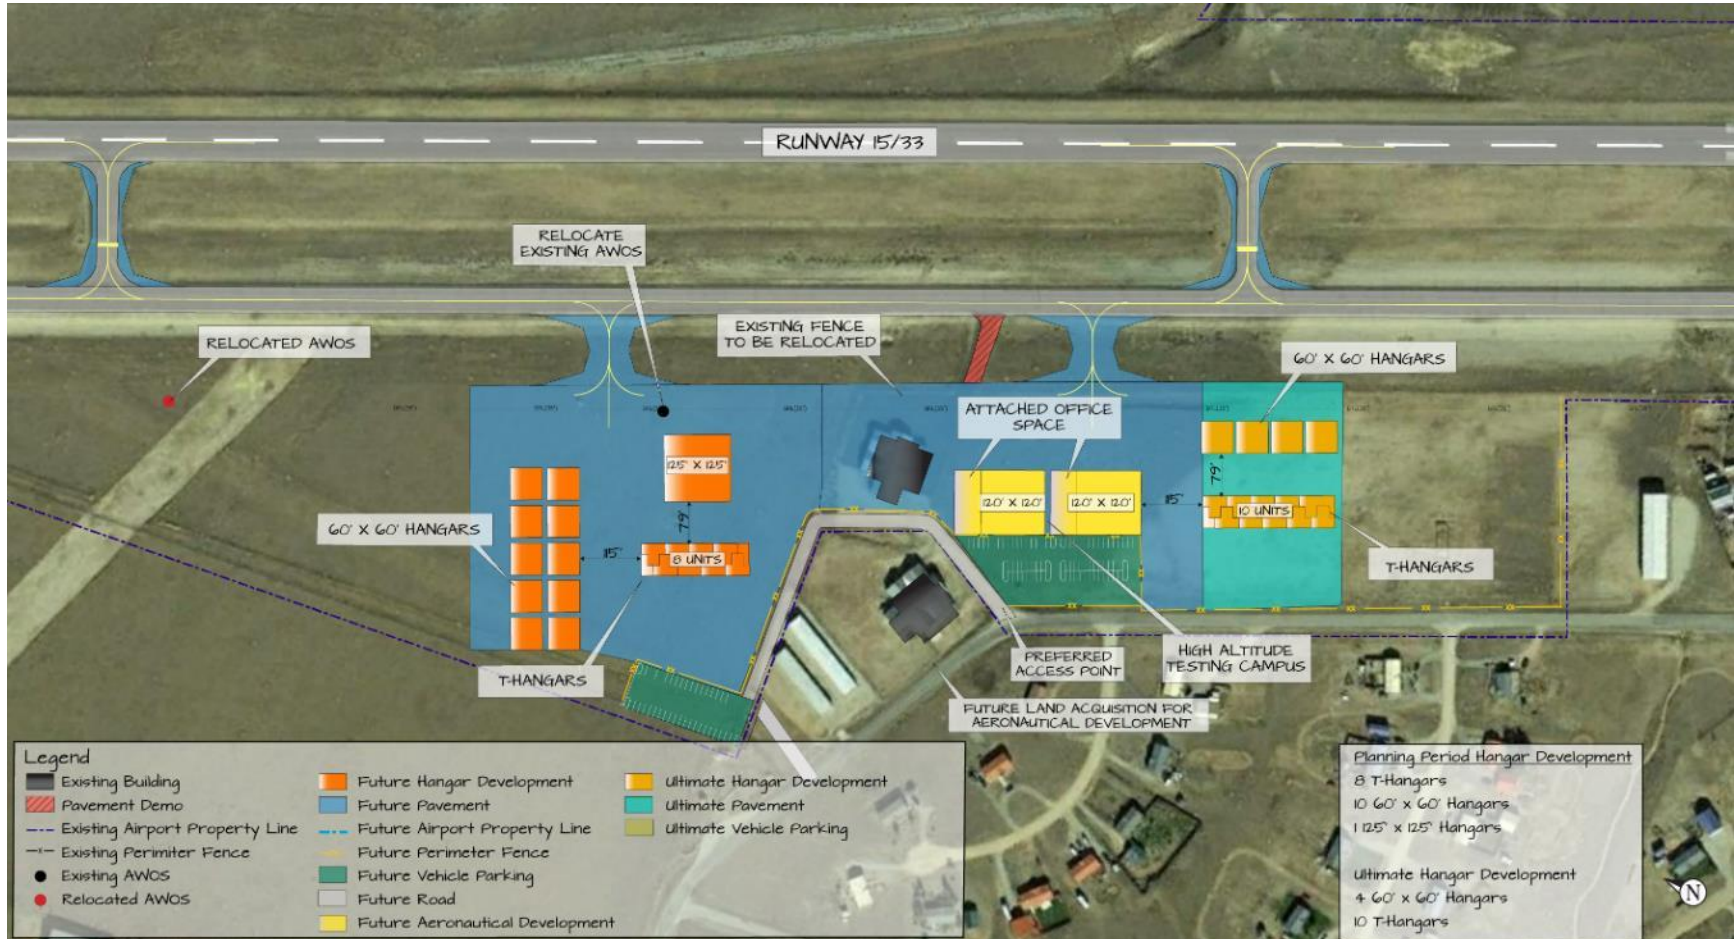 RUNWAY 15/33
RELOCATE
EXISTING AWOS
RELOCATED AWOS
EXISTING FENCE
TO BE RELOCATED
60' X 60' HANGARS
ATTACHED OFFICE
SPACE
125' X 125'
120' X 120'
120' X 120'
79'
79'
115'
10 UNITS
60' X 60' HANGARS
115'
8 UNITS
T-HANGARS
T-HANGARS
PREFERRED
ACCESS POINT
HIGH ALTITUDE
TESTING CAMPUS
FUTURE LAND ACQUISITION FOR
AERONAUTICAL DEVELOPMENT
Legend
Existing Building
Pavement Demo
Existing Airport Property Line
Existing Perimiter Fence
Existing AWOS
Relocated AWOS
Future Hangar Development
Future Pavement
Future Airport Property Line
Future Perimeter Fence
Future Vehicle Parking
Future Road
Future Aeronautical Development
Ultimate Hangar Development
Ultimate Pavement
Ultimate Vehicle Parking
Planning Period Hangar Development
8 T-Hangars
10 60' x 60' Hangars
1 125' x 125' Hangars
Ultimate Hangar Development
4 60' x 60' Hangars
10 T-Hangars
N